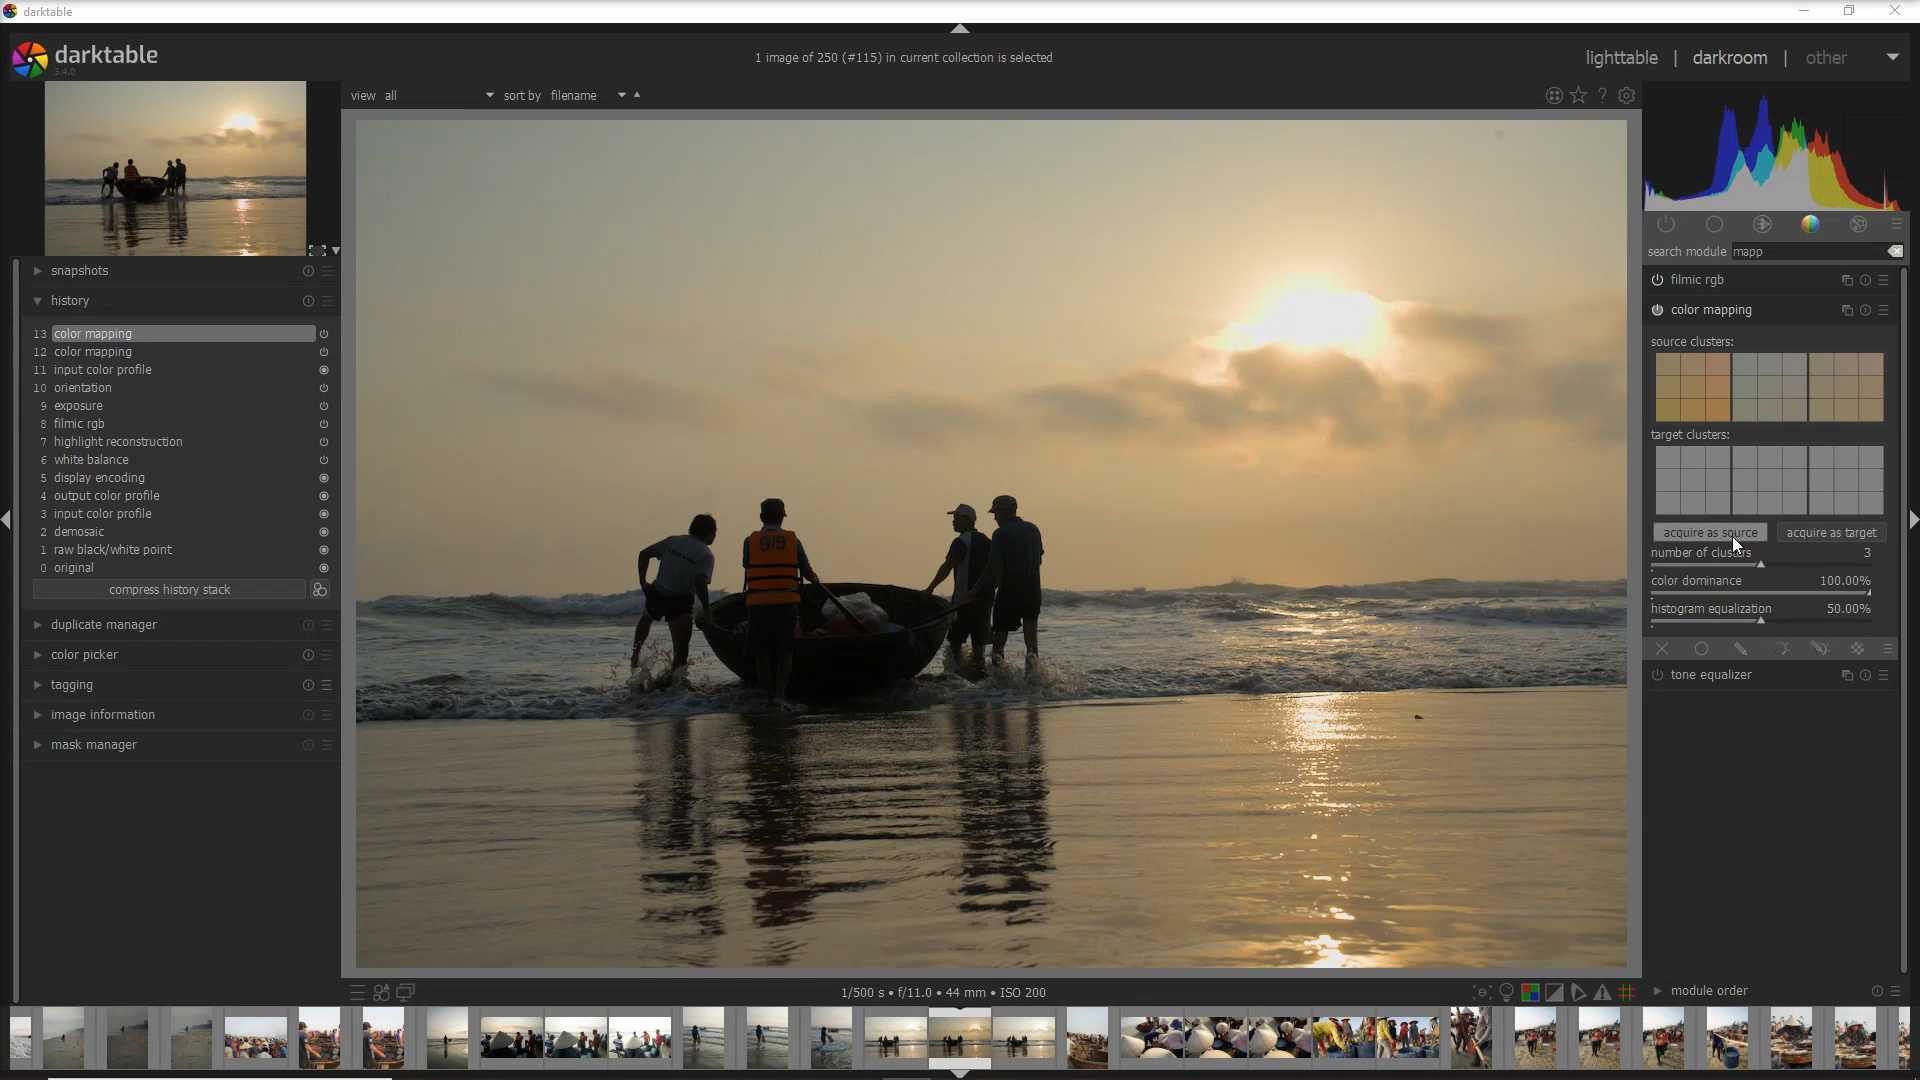 darktable
darktable
3.4.0
1 image of 250 (#115) in current collection is selected
lighttable | darkroom | other
view all sort by filename
snapshots
history
13 color mapping
12 color mapping
11 input color profile
10 orientation
9 exposure
8 filmic rgb
7 highlight reconstruction
6 white balance
5 display encoding
4 output color profile
3 input color profile
2 demosaic
1 raw black/white point
0 original
compress history stack
duplicate manager
color picker
tagging
image information
mask manager
919
1/500 s • f/11.0 • 44 mm • ISO 200
search module mapp
filmic rgb
color mapping
source clusters:
target clusters:
acquire as source acquire as target
number of clusters 3
color dominance 100.00%
histogram equalization 50.00%
tone equalizer
module order